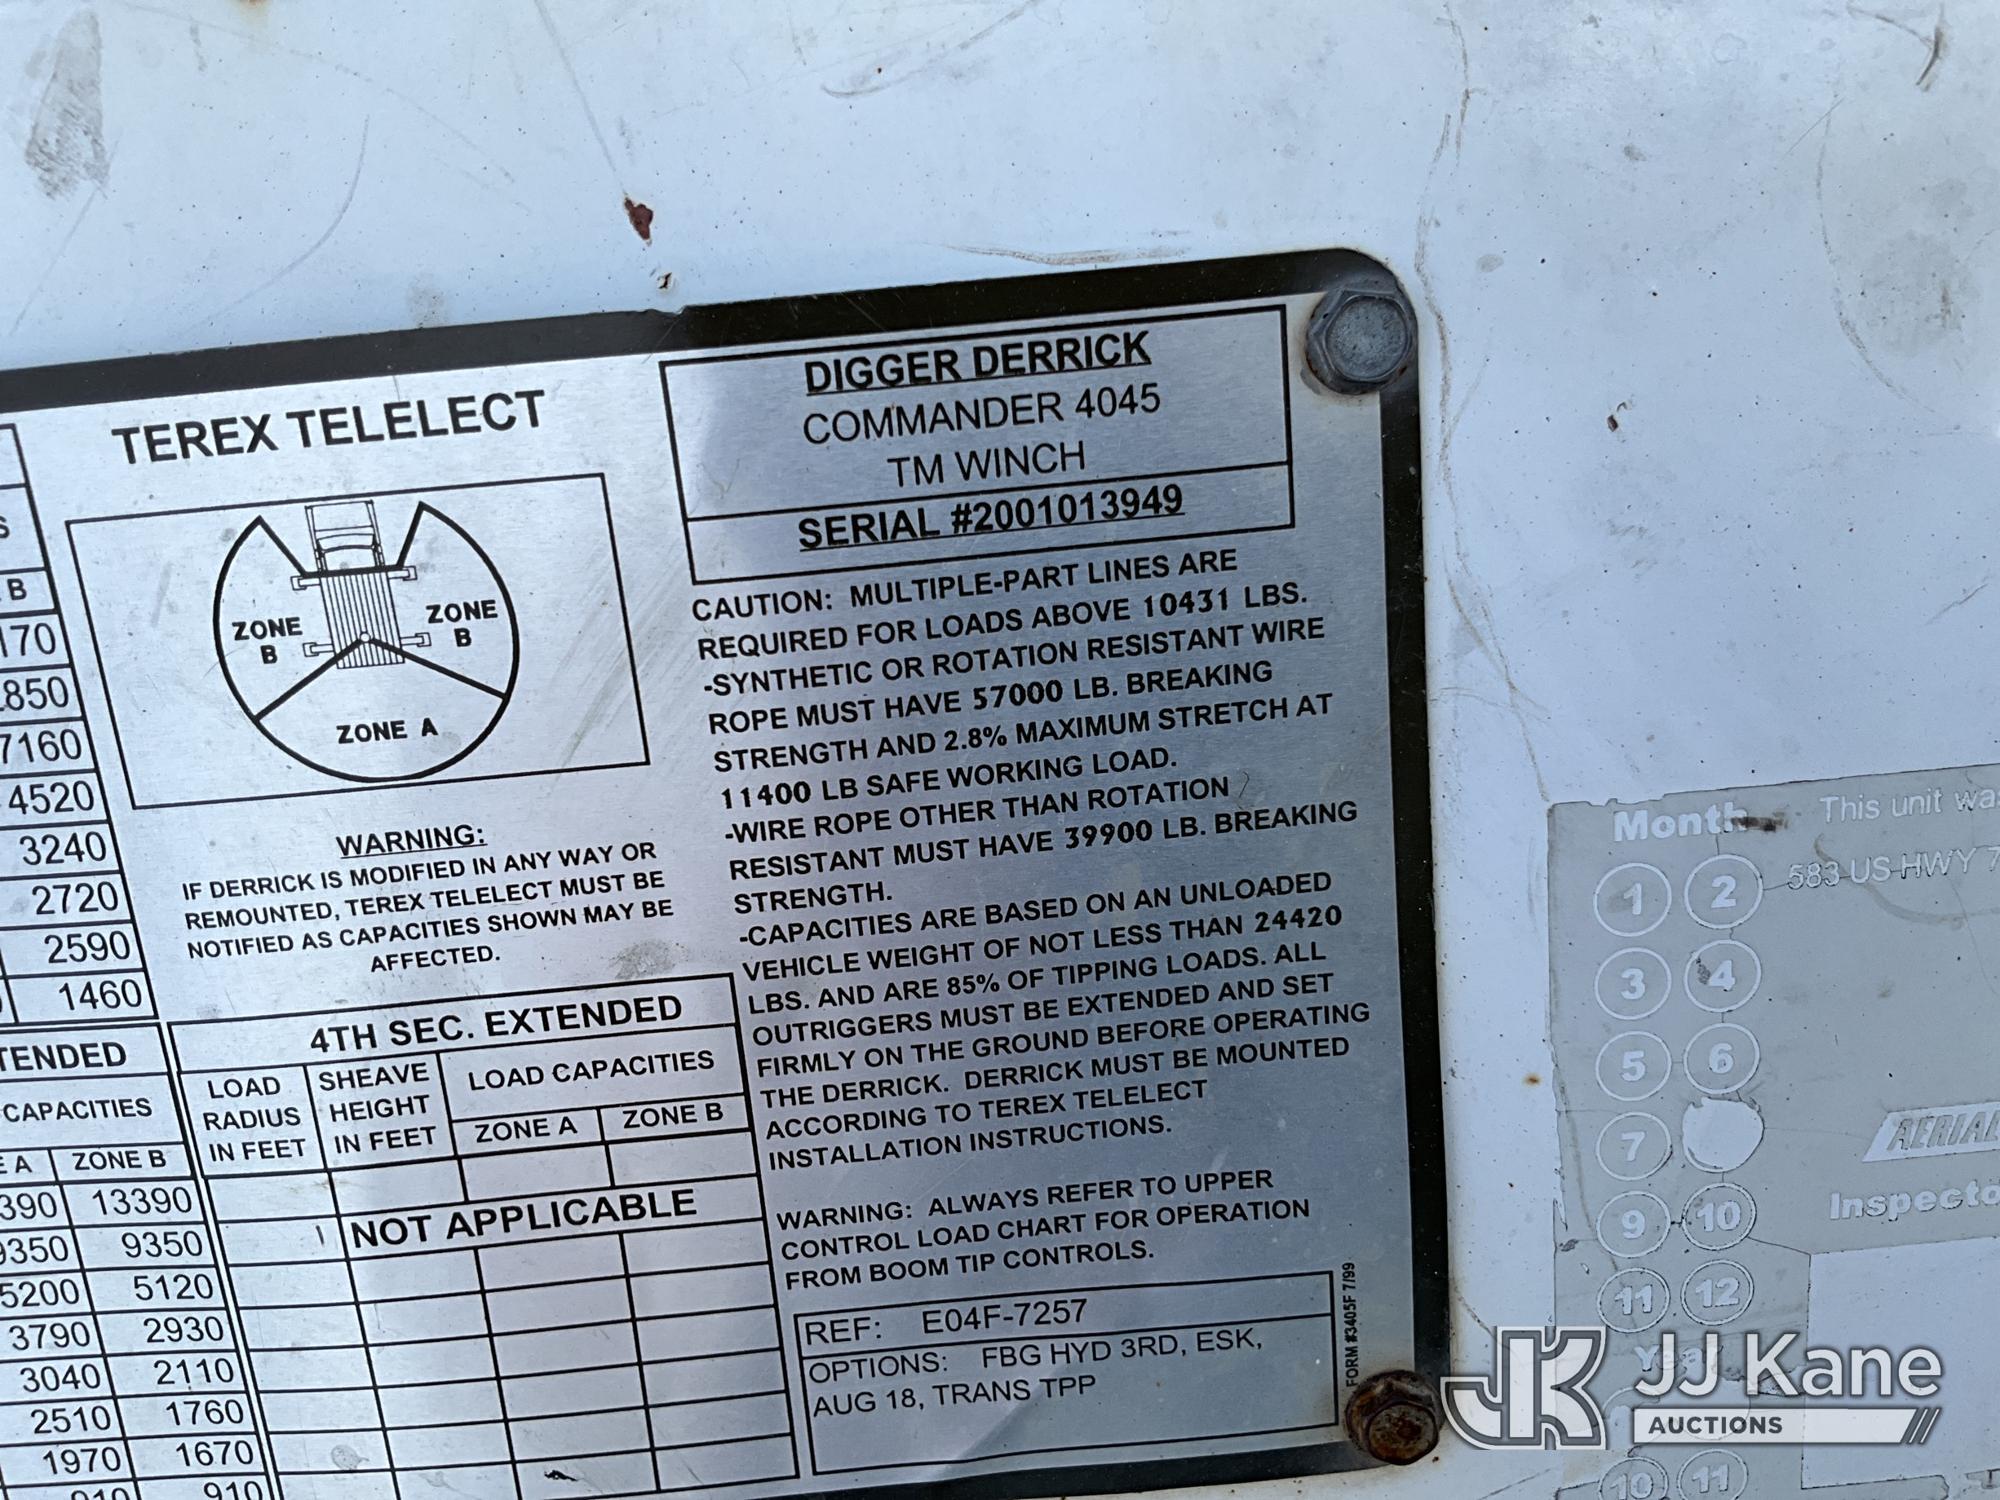 TEREX TELELECT
ZONE
B
ZONE
B
ZONE A
WARNING:
IF DERRICK IS MODIFIED IN ANY WAY OR
REMOUNTED, TEREX TELELECT MUST BE
NOTIFIED AS CAPACITIES SHOWN MAY BE
AFFECTED.
DIGGER DERRICK
COMMANDER 4045
TM WINCH
SERIAL #2001013949
CAUTION: MULTIPLE-PART LINES ARE
REQUIRED FOR LOADS ABOVE 10431 LBS.
-SYNTHETIC OR ROTATION RESISTANT WIRE
ROPE MUST HAVE 57000 LB. BREAKING
STRENGTH AND 2.8% MAXIMUM STRETCH AT
11400 LB SAFE WORKING LOAD.
-WIRE ROPE OTHER THAN ROTATION
RESISTANT MUST HAVE 39900 LB. BREAKING
STRENGTH.
-CAPACITIES ARE BASED ON AN UNLOADED
VEHICLE WEIGHT OF NOT LESS THAN 24420
LBS. AND ARE 85% OF TIPPING LOADS. ALL
OUTRIGGERS MUST BE EXTENDED AND SET
FIRMLY ON THE GROUND BEFORE OPERATING
THE DERRICK. DERRICK MUST BE MOUNTED
ACCORDING TO TEREX TELELECT
INSTALLATION INSTRUCTIONS.
WARNING: ALWAYS REFER TO UPPER
CONTROL LOAD CHART FOR OPERATION
FROM BOOM TIP CONTROLS.
REF: E04F-7257
OPTIONS: FBG HYD 3RD, ESK,
AUG 18, TRANS TPP
FORM #3405F 7/99
B
170
850
7160
4520
3240
2720
2590
1460
TENDED
CAPACITIES
E A ZONE B
390 13390
9350 9350
5200 5120
3790 2930
3040 2110
2510 1760
1970 1670
910 910
4TH SEC. EXTENDED
LOAD
RADIUS
IN FEET
SHEAVE
HEIGHT
IN FEET
LOAD CAPACITIES
ZONE A ZONE B
NOT APPLICABLE
Month This unit was
583 US HWY 7
1 2
3 4
5 6
7
9 10
11 12
AERIAL
Inspecto
Year
10 11
JJ Kane
AUCTIONS